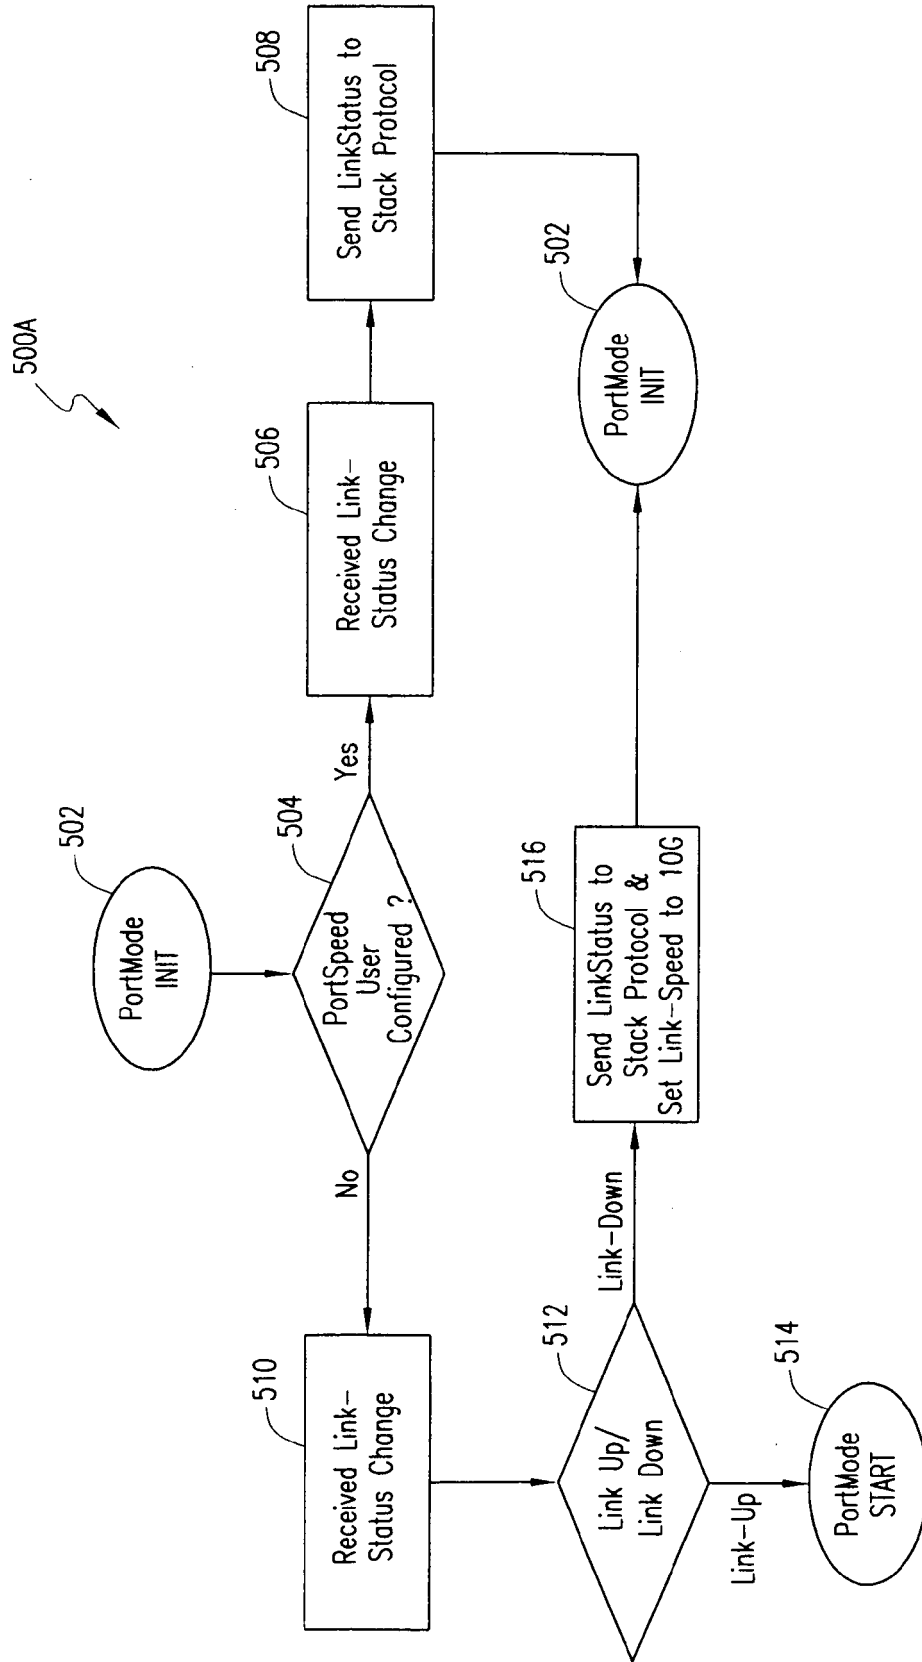 500A
502
PortMode
INIT
504
PortSpeed
User
Configured ?
Yes
506
Received Link-
Status Change
508
Send LinkStatus to
Stack Protocol
502
PortMode
INIT
No
510
Received Link-
Status Change
512
Link Up/
Link Down
Link-Down
516
Send LinkStatus to
Stack Protocol &
Set Link-Speed to 10G
Link-Up
514
PortMode
START